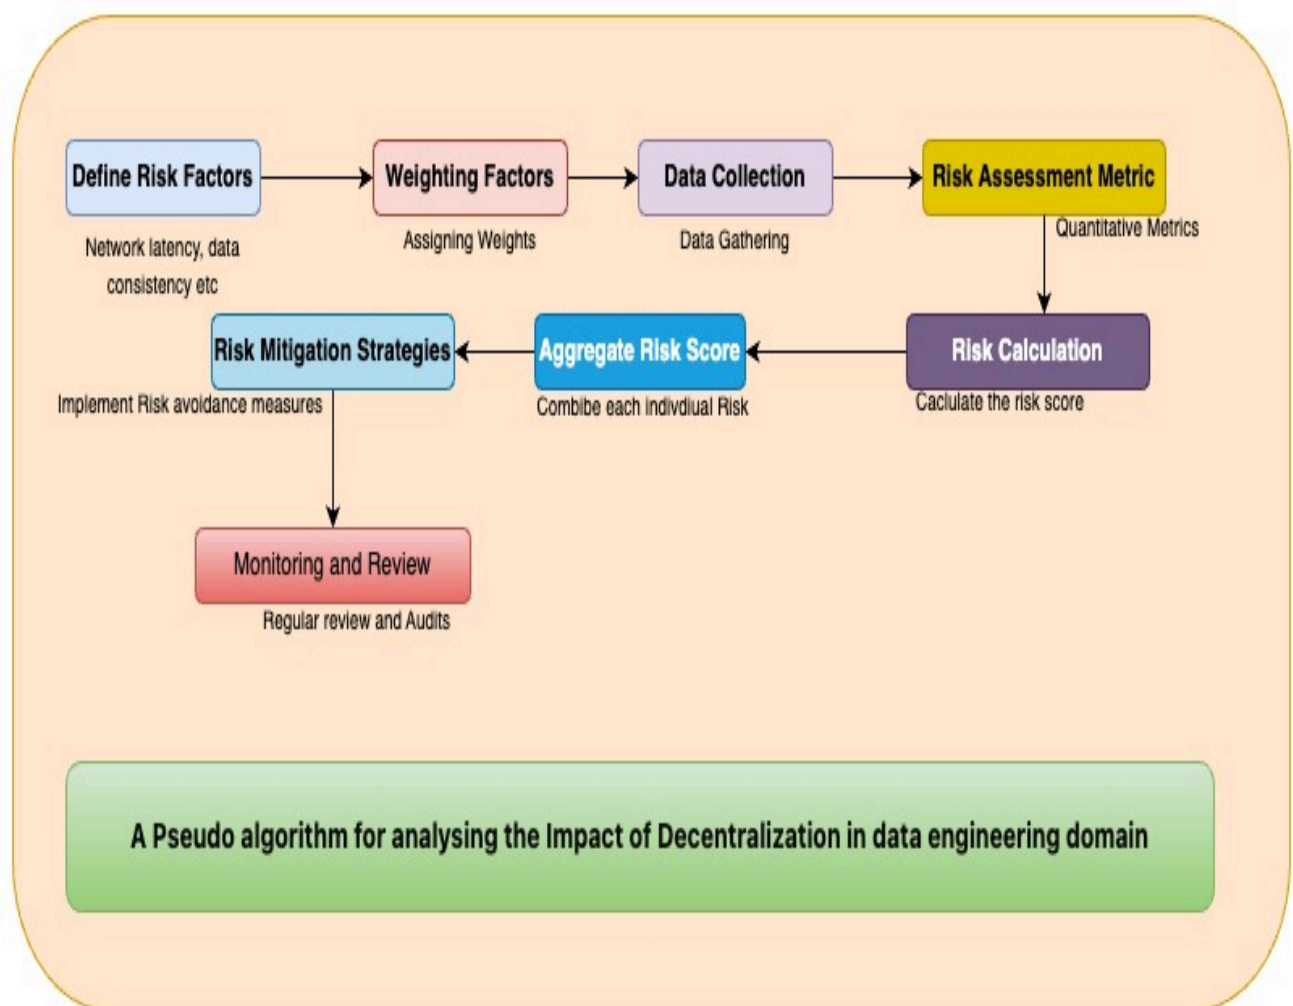 Define Risk Factors
Weighting Factors
Data Collection
Risk Assessment Metric
Network latency, data
consistency etc
Assigning Weights
Data Gathering
Quantitative Metrics
Risk Mitigation Strategies
Aggregate Risk Score
Risk Calculation
Implement Risk avoidance measures
Combibe each indivdiual Risk
Caclulate the risk score
Monitoring and Review
Regular review and Audits
A Pseudo algorithm for analysing the Impact of Decentralization in data engineering domain